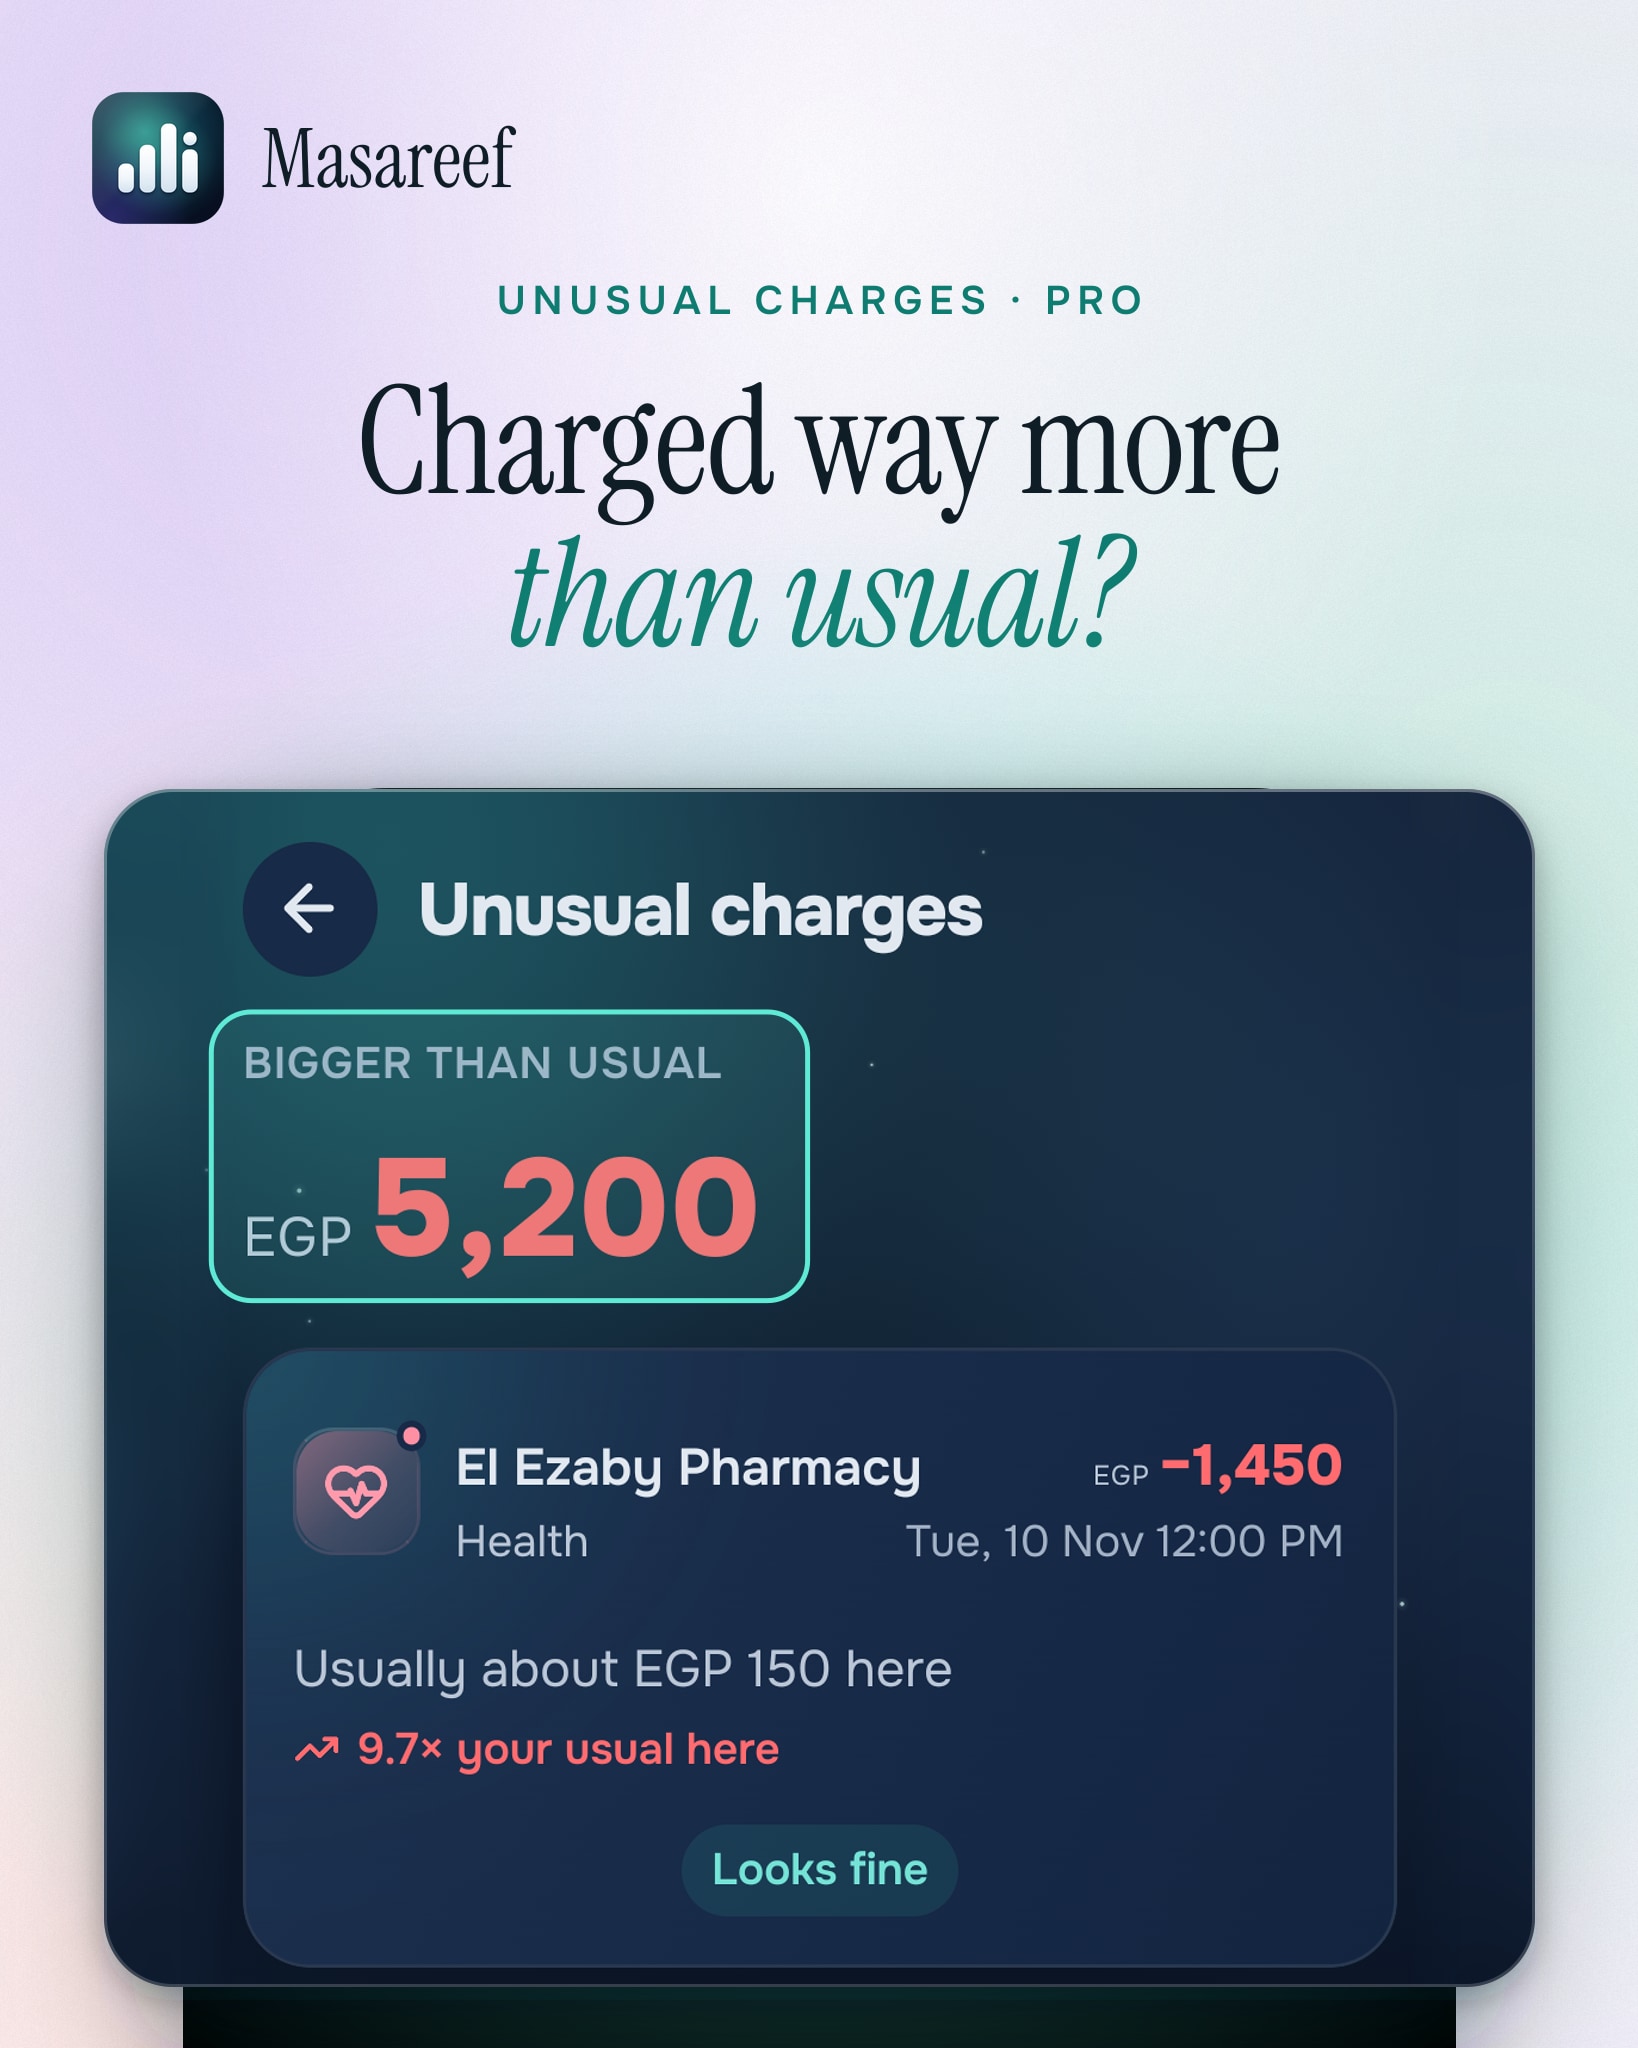 Masareef
UNUSUAL CHARGES · PRO
Charged way more
than usual?
Unusual charges
BIGGER THAN USUAL
EGP 5,200
El Ezaby Pharmacy EGP −1,450
Health Tue, 10 Nov 12:00 PM
Usually about EGP 150 here
9.7× your usual here
Looks fine